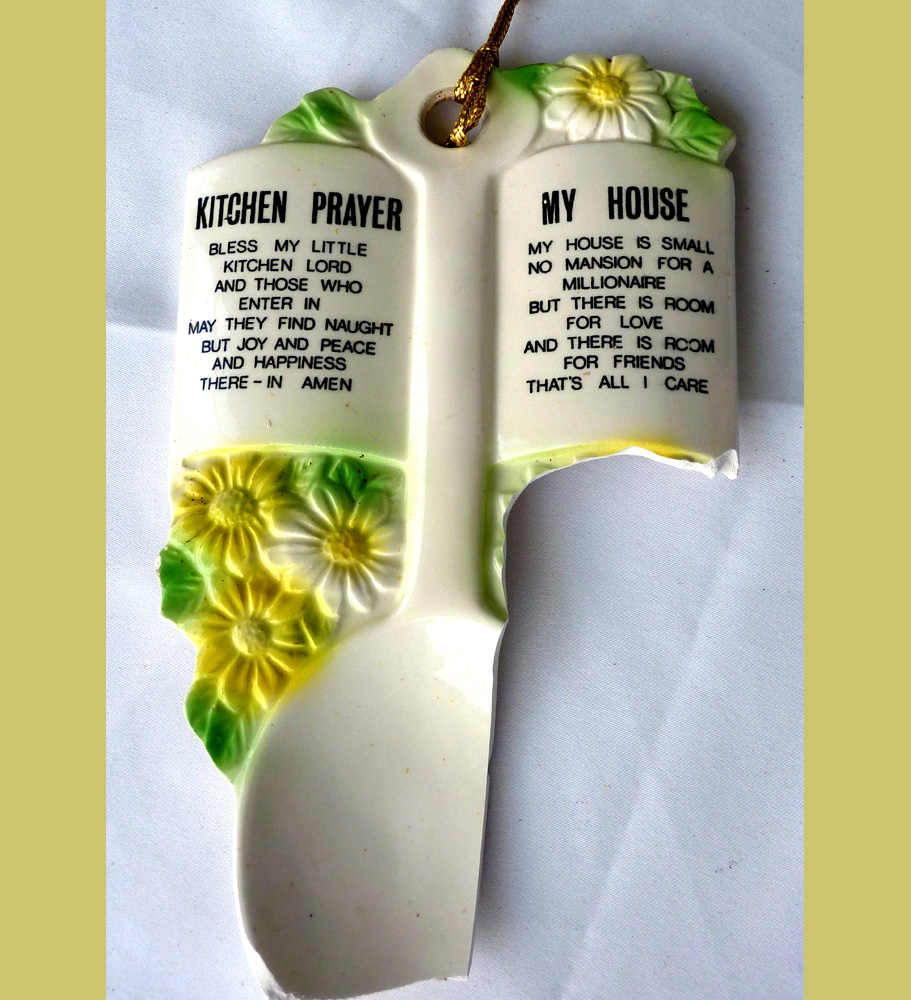 KITCHEN PRAYER
BLESS MY LITTLE
KITCHEN LORD
AND THOSE WHO
ENTER IN
MAY THEY FIND NAUGHT
BUT JOY AND PEACE
AND HAPPINESS
THERE-IN AMEN
MY HOUSE
MY HOUSE IS SMALL
NO MANSION FOR A
MILLIONAIRE
BUT THERE IS ROOM
FOR LOVE
AND THERE IS ROOM
FOR FRIENDS
THAT'S ALL I CARE